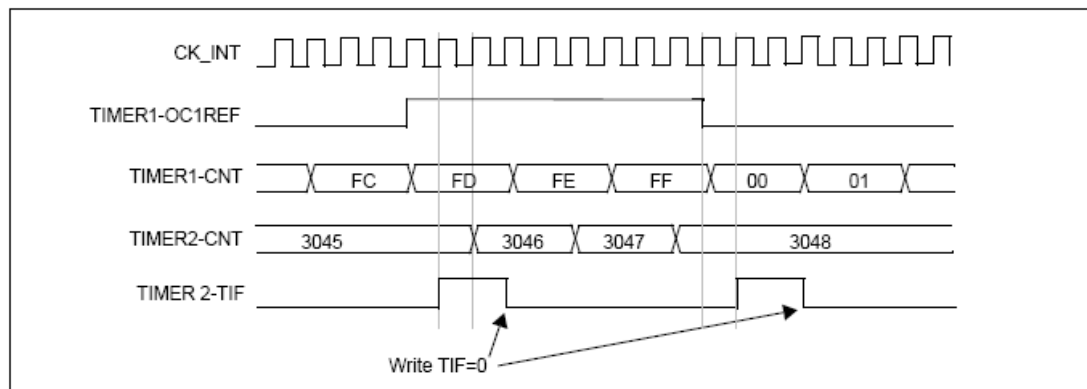 CK_INT
TIMER1-OC1REF
TIMER1-CNT FC FD FE FF 00 01
TIMER2-CNT 3045 3046 3047 3048
TIMER 2-TIF
Write TIF=0